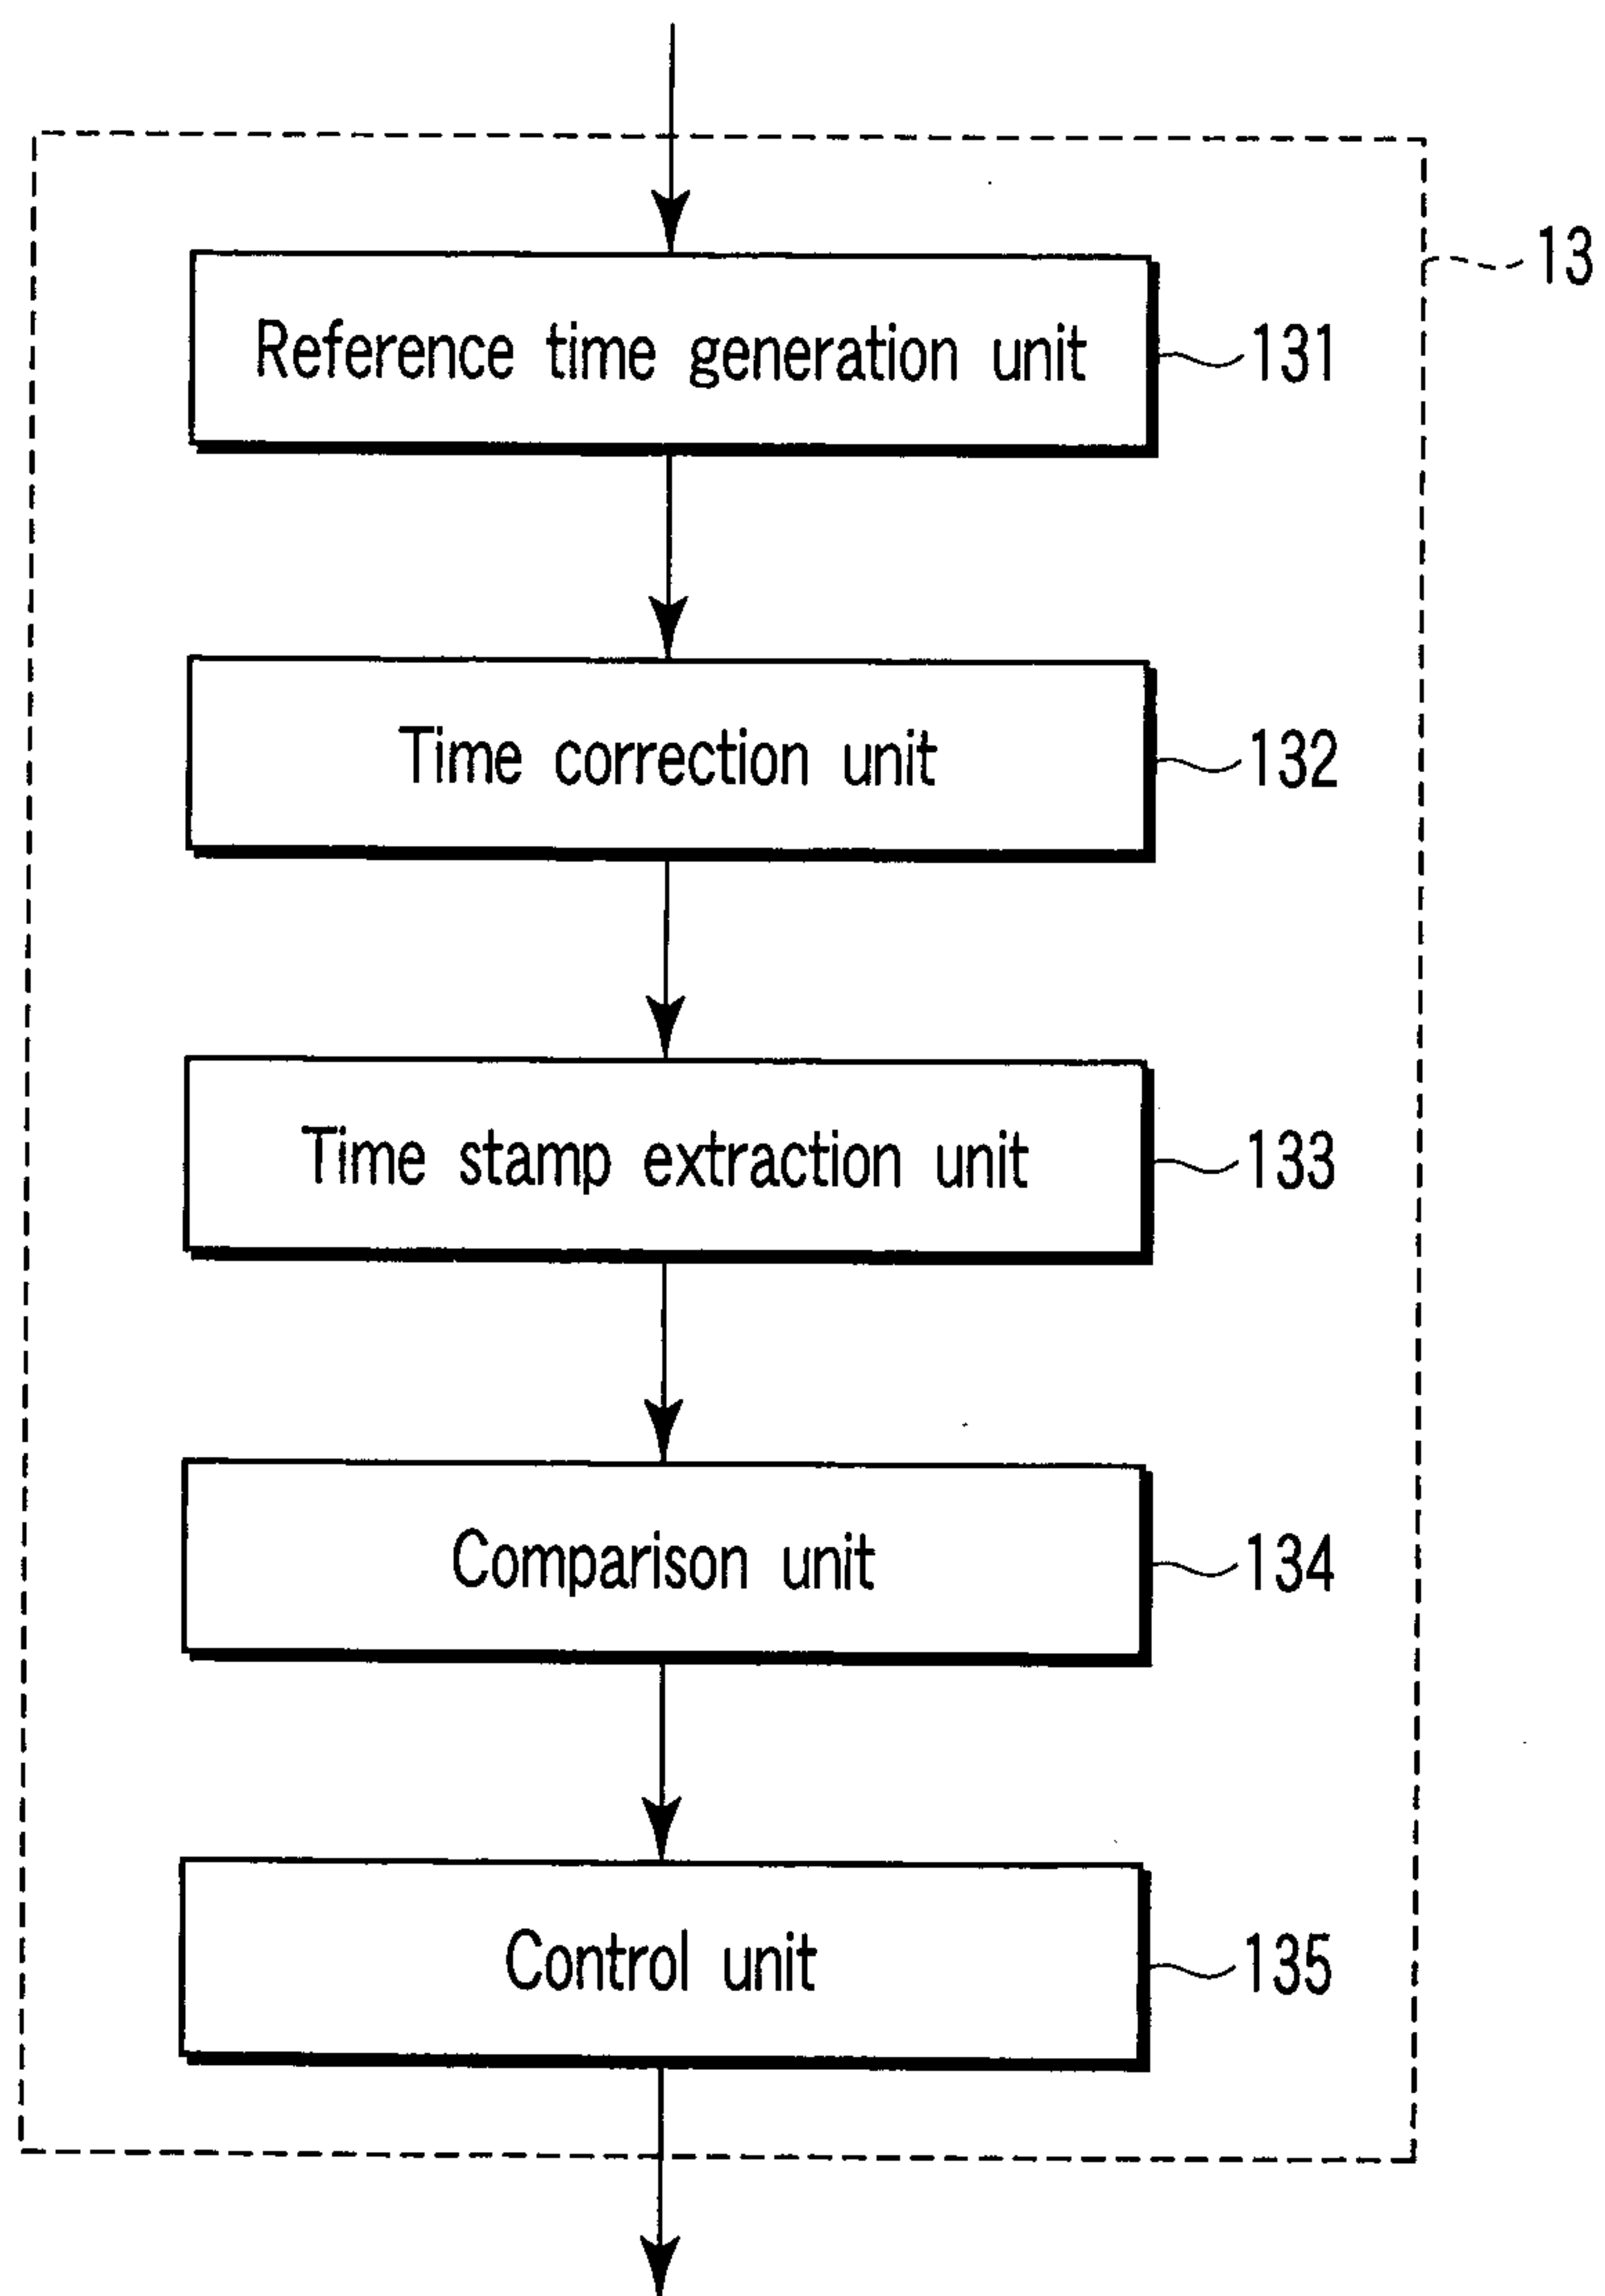 13
Reference time generation unit 131
Time correction unit 132
Time stamp extraction unit 133
Comparison unit 134
Control unit 135